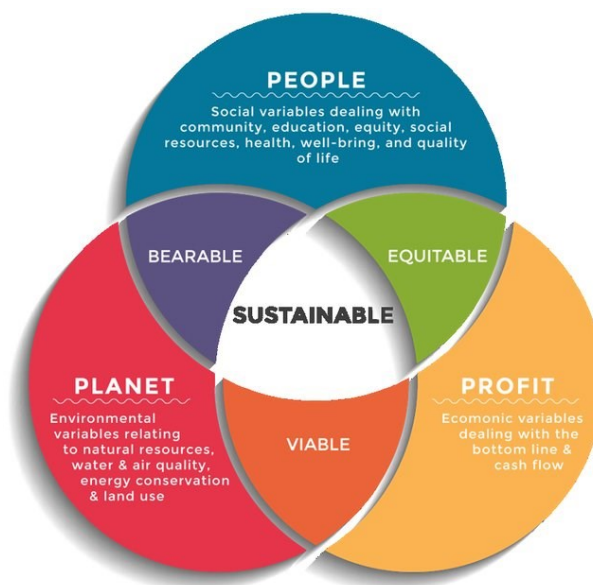 PEOPLE
Social variables dealing with
community, education, equity, social
resources, health, well-bring, and quality
of life
BEARABLE
EQUITABLE
SUSTAINABLE
PLANET
Environmental
variables relating
to natural resources,
water & air quality,
energy conservation
& land use
PROFIT
Ecomonic variables
dealing with the
bottom line &
cash flow
VIABLE